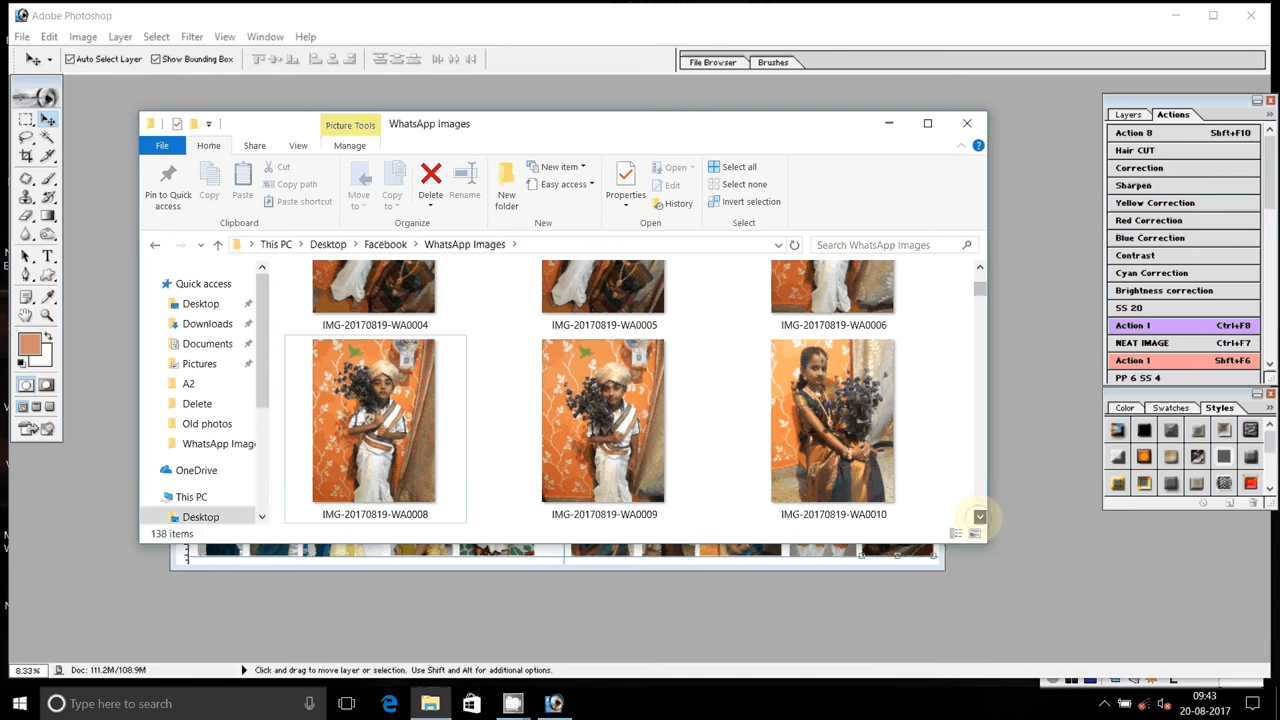 Adobe Photoshop
File Edit Image Layer Select Filter View Window Help
Auto Select Layer Show Bounding Box
File Browser Brushes
Picture Tools WhatsApp Images
File Home Share View Manage
Pin to Quick access
Copy
Paste
Cut
Copy path
Paste shortcut
Clipboard
Move to
Copy to
Delete
Rename
Organize
New folder
New item
Easy access
New
Properties
Open
Edit
History
Open
Select all
Select none
Invert selection
Select
This PC > Desktop > Facebook > WhatsApp Images >
Search WhatsApp Images
Quick access
Desktop
Downloads
Documents
Pictures
A2
Delete
Old photos
WhatsApp Imag
OneDrive
This PC
Desktop
IMG-20170819-WA0004
IMG-20170819-WA0005
IMG-20170819-WA0006
IMG-20170819-WA0008
IMG-20170819-WA0009
IMG-20170819-WA0010
138 items
Layers Actions
Action 8 Shft+F10
Hair CUT
Correction
Sharpen
Yellow Correction
Red Correction
Blue Correction
Contrast
Cyan Correction
Brightness correction
SS 20
Action 1 Ctrl+F8
NEAT IMAGE Ctrl+F7
Action 1 Shft+F6
PP 6 SS 4
Color Swatches Styles
8.33% Doc: 111.2M/108.9M Click and drag to move layer or selection. Use Shift and Alt for additional options.
Type here to search
09:43
20-08-2017